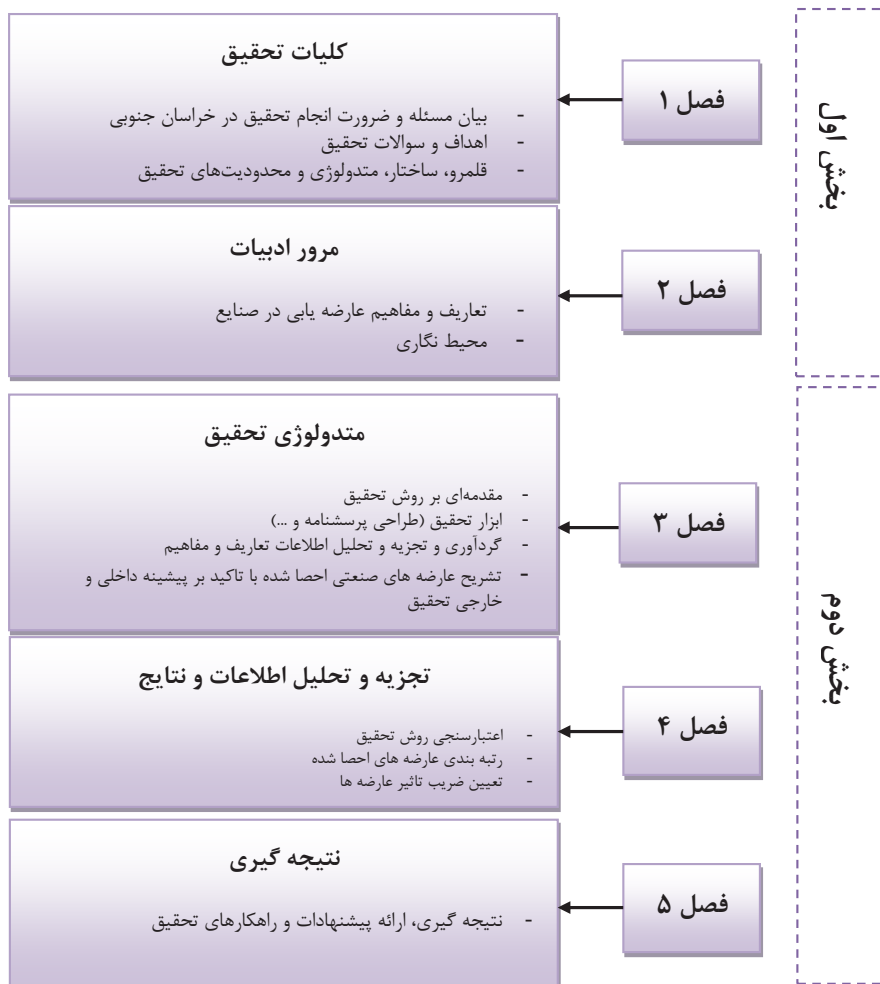 بخش اول
فصل ۱
کلیات تحقیق
- بیان مسئله و ضرورت انجام تحقیق در خراسان جنوبی
- اهداف و سوالات تحقیق
- قلمرو، ساختار، متدولوژی و محدودیت‌های تحقیق
فصل ۲
مرور ادبیات
- تعاریف و مفاهیم عارضه یابی در صنایع
- محیط نگاری
بخش دوم
فصل ۳
متدولوژی تحقیق
- مقدمه‌ای بر روش تحقیق
- ابزار تحقیق (طراحی پرسشنامه و ...)
- گردآوری و تجزیه و تحلیل اطلاعات تعاریف و مفاهیم
- تشریح عارضه های صنعتی احصا شده با تاکید بر پیشینه داخلی و
خارجی تحقیق
فصل ۴
تجزیه و تحلیل اطلاعات و نتایج
- اعتبارسنجی روش تحقیق
- رتبه بندی عارضه های احصا شده
- تعیین ضریب تاثیر عارضه ها
فصل ۵
نتیجه گیری
- نتیجه گیری، ارائه پیشنهادات و راهکارهای تحقیق